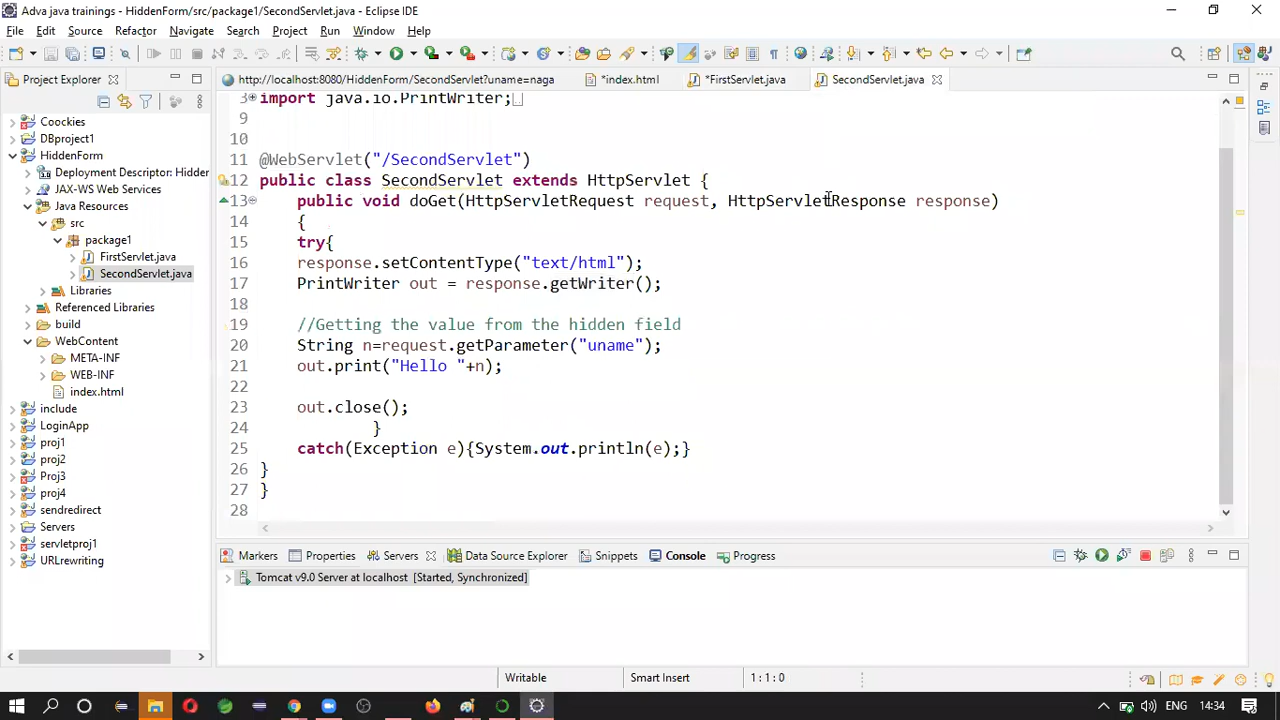 Adva java trainings - HiddenForm/src/package1/SecondServlet.java - Eclipse IDE
File Edit Source Refactor Navigate Search Project Run Window Help
Project Explorer
http://localhost:8080/HiddenForm/SecondServlet?uname=naga
*index.html
*FirstServlet.java
SecondServlet.java
Coockies
DBproject1
HiddenForm
Deployment Descriptor: Hidden
JAX-WS Web Services
Java Resources
src
package1
FirstServlet.java
SecondServlet.java
Libraries
Referenced Libraries
build
WebContent
META-INF
WEB-INF
index.html
include
LoginApp
proj1
proj2
Proj3
proj4
sendredirect
Servers
servletproj1
URLrewriting
3 import java.io.PrintWriter;
9
10
11 @WebServlet("/SecondServlet")
12 public class SecondServlet extends HttpServlet {
13 public void doGet(HttpServletRequest request, HttpServletResponse response)
14 {
15 try{
16 response.setContentType("text/html");
17 PrintWriter out = response.getWriter();
18
19 //Getting the value from the hidden field
20 String n=request.getParameter("uname");
21 out.print("Hello "+n);
22
23 out.close();
24 }
25 catch(Exception e){System.out.println(e);}
26 }
27 }
28
Markers Properties Servers Data Source Explorer Snippets Console Progress
Tomcat v9.0 Server at localhost [Started, Synchronized]
Writable Smart Insert 1 : 1 : 0
ENG 14:34